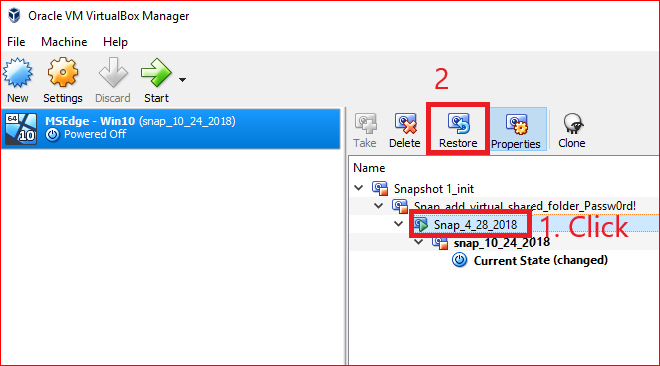 Oracle VM VirtualBox Manager
File Machine Help
New Settings Discard Start
64
10
MSEdge - Win10 (snap_10_24_2018)
Powered Off
2
Take Delete Restore Properties Clone
Name
Snapshot 1_init
Snap_add_virtual_shared_folder_Passw0rd!
Snap_4_28_2018
1. Click
snap_10_24_2018
Current State (changed)